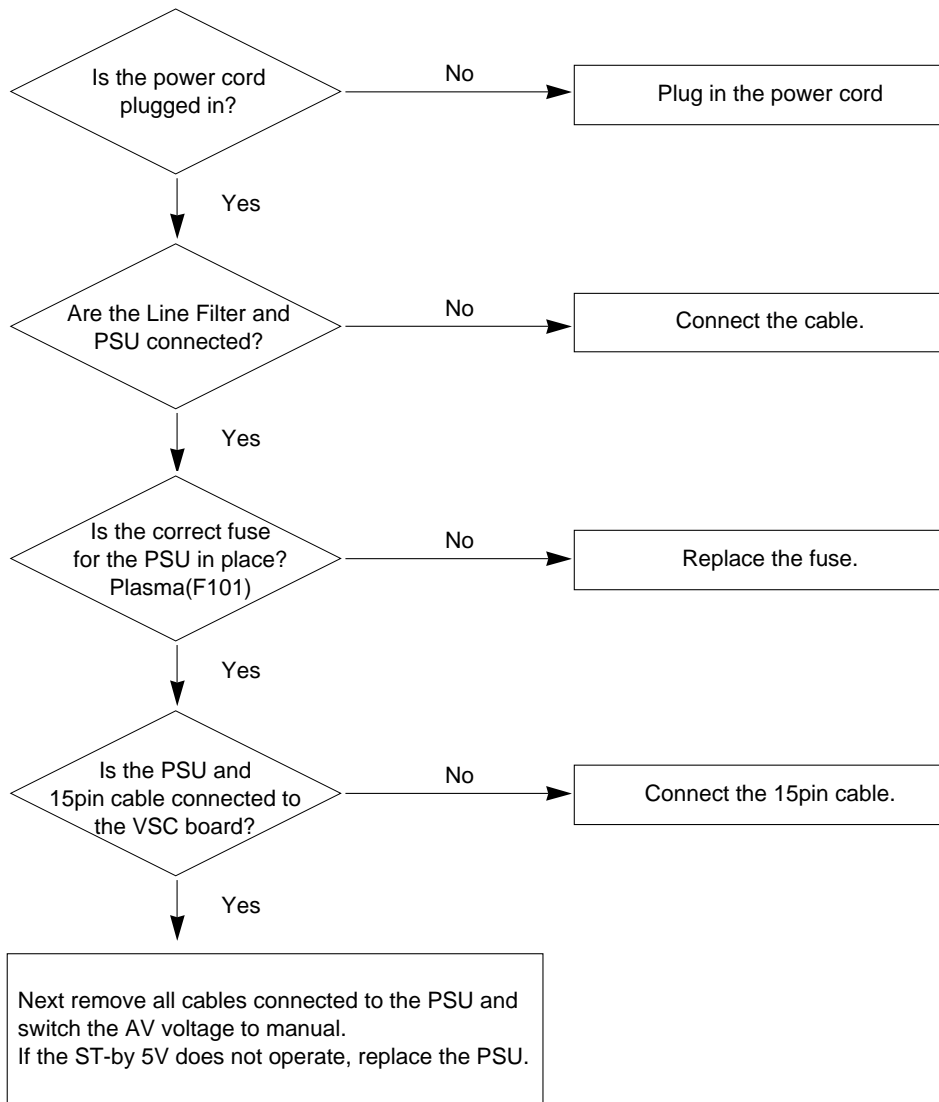 Is the power cord
plugged in?
No
Plug in the power cord
Yes
Are the Line Filter and
PSU connected?
No
Connect the cable.
Yes
Is the correct fuse
for the PSU in place?
Plasma(F101)
No
Replace the fuse.
Yes
Is the PSU and
15pin cable connected to
the VSC board?
No
Connect the 15pin cable.
Yes
Next remove all cables connected to the PSU and
switch the AV voltage to manual.
If the ST-by 5V does not operate, replace the PSU.